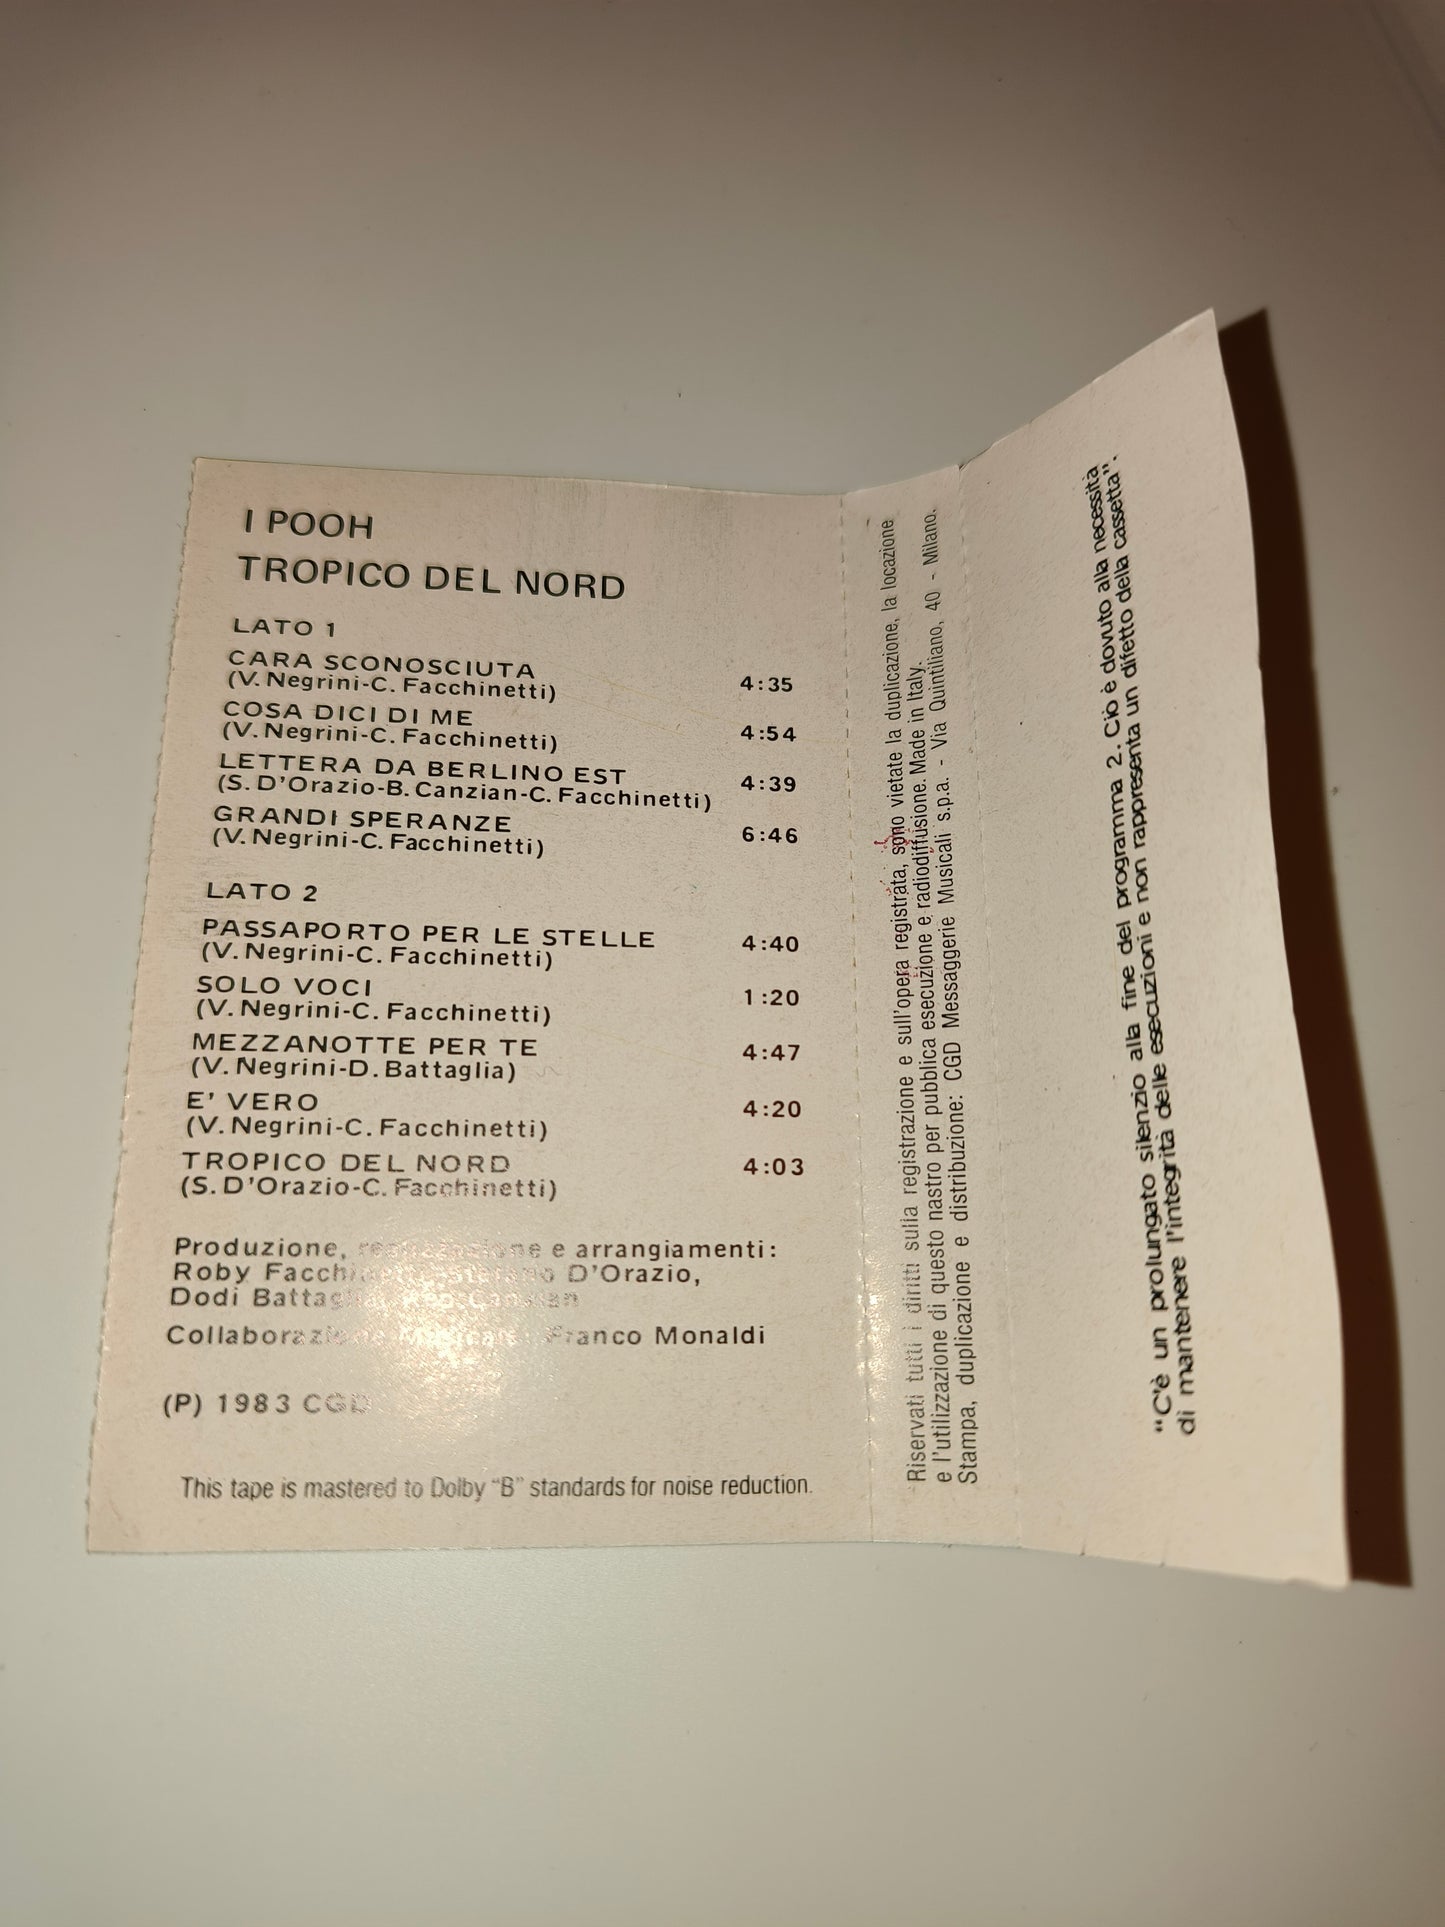 I POOH
TROPICO DEL NORD
LATO 1
CARA SCONOSCIUTA
(V. Negrini-C. Facchinetti) 4:35
COSA DICI DI ME
(V. Negrini-C. Facchinetti) 4:54
LETTERA DA BERLINO EST
(S. D'Orazio-B. Canzian-C. Facchinetti) 4:39
GRANDI SPERANZE
(V. Negrini-C. Facchinetti) 6:46
LATO 2
PASSAPORTO PER LE STELLE
(V. Negrini-C. Facchinetti) 4:40
SOLO VOCI
(V. Negrini-C. Facchinetti) 1:20
MEZZANOTTE PER TE
(V. Negrini-D. Battaglia) 4:47
E' VERO
(V. Negrini-C. Facchinetti) 4:20
TROPICO DEL NORD
(S. D'Orazio-C. Facchinetti) 4:03
Produzione, e arrangiamenti:
Roby D'Orazio,
Dodi
Franco Monaldi
(P) 1983 CGD
This tape is mastered to Dolby "B" standards for noise reduction.
Riservati tutti i diritti sulla registrazione e sull'opera registrata, sono vietate la duplicazione, la locazione
e l'utilizzazione di questo nastro per pubblica esecuzione e radiodiffusione. Made in Italy.
Stampa, duplicazione e distribuzione: CGD Messaggerie Musicali s.p.a. - Via Quintiliano, 40 - Milano.
"C'è un prolungato silenzio alla fine del programma 2. Ciò è dovuto alla necessità
di mantenere l'integrità delle esecuzioni e non rappresenta un difetto della cassetta".